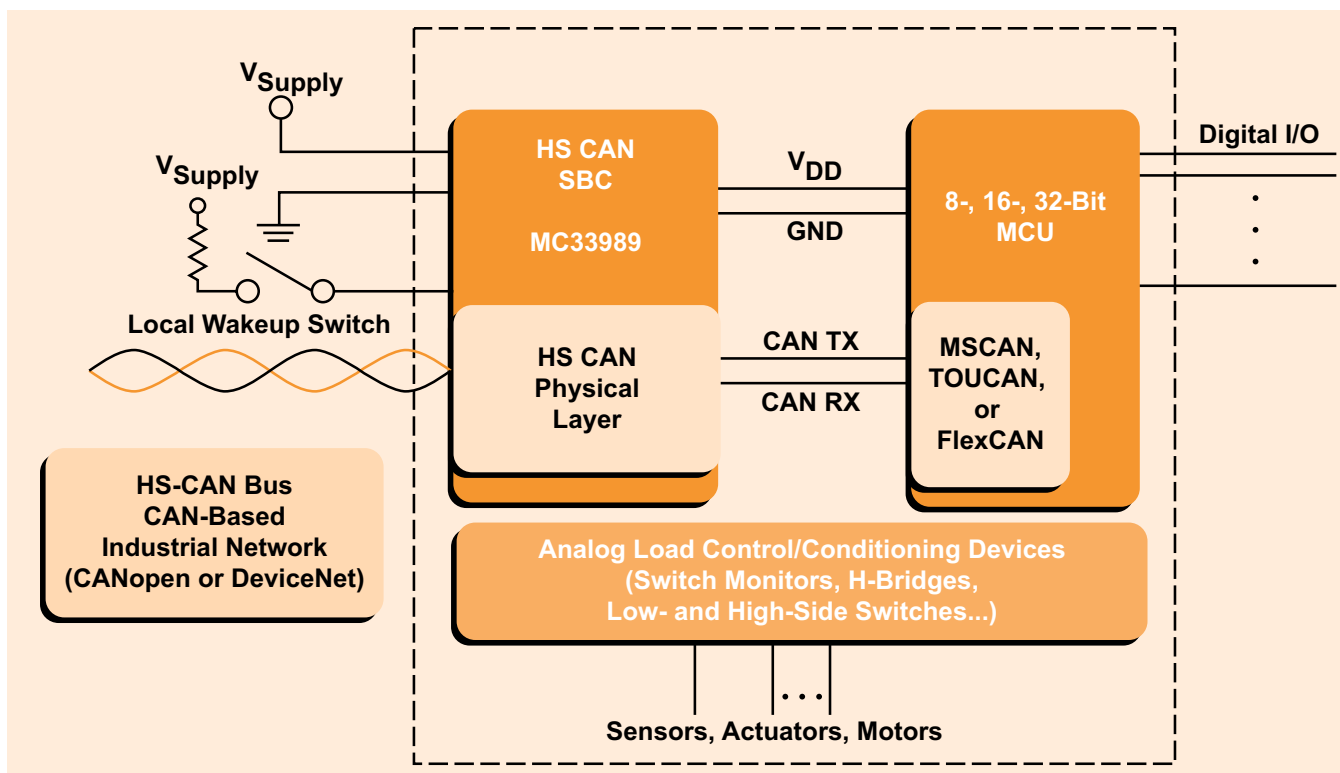 VSupply
VSupply
Local Wakeup Switch
HS-CAN Bus
CAN-Based
Industrial Network
(CANopen or DeviceNet)
HS CAN
SBC
MC33989
HS CAN
Physical
Layer
VDD
GND
CAN TX
CAN RX
8-, 16-, 32-Bit
MCU
MSCAN,
TOUCAN,
or
FlexCAN
Digital I/O
Analog Load Control/Conditioning Devices
(Switch Monitors, H-Bridges,
Low- and High-Side Switches...)
Sensors, Actuators, Motors